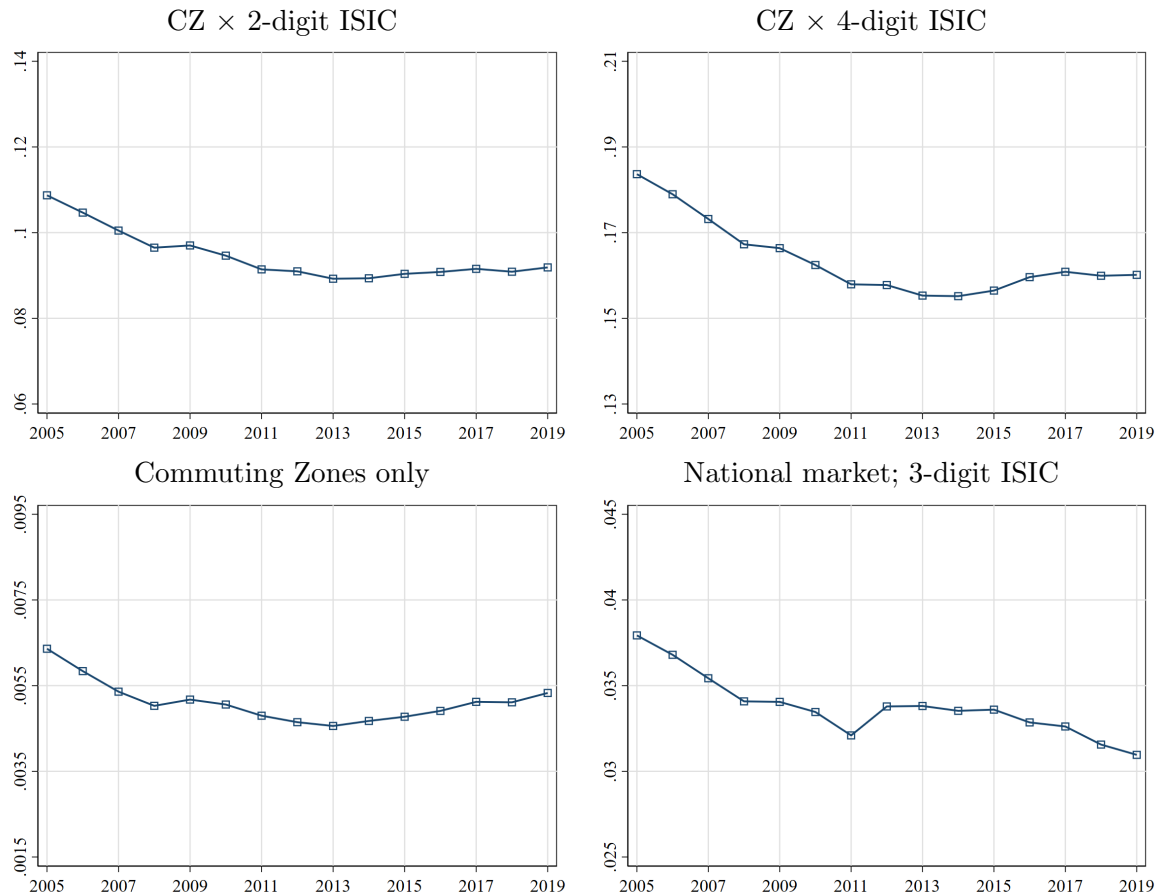 CZ × 2-digit ISIC
.14
.12
.1
.08
.06
2005 2007 2009 2011 2013 2015 2017 2019
CZ × 4-digit ISIC
.21
.19
.17
.15
.13
2005 2007 2009 2011 2013 2015 2017 2019
Commuting Zones only
.0095
.0075
.0055
.0035
.0015
2005 2007 2009 2011 2013 2015 2017 2019
National market; 3-digit ISIC
.045
.04
.035
.03
.025
2005 2007 2009 2011 2013 2015 2017 2019